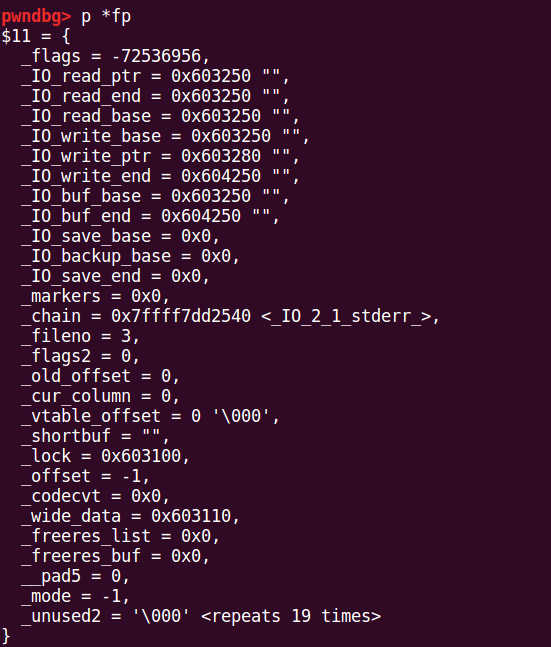 pwndbg> p *fp
$11 = {
  _flags = -72536956,
  _IO_read_ptr = 0x603250 "",
  _IO_read_end = 0x603250 "",
  _IO_read_base = 0x603250 "",
  _IO_write_base = 0x603250 "",
  _IO_write_ptr = 0x603280 "",
  _IO_write_end = 0x604250 "",
  _IO_buf_base = 0x603250 "",
  _IO_buf_end = 0x604250 "",
  _IO_save_base = 0x0,
  _IO_backup_base = 0x0,
  _IO_save_end = 0x0,
  _markers = 0x0,
  _chain = 0x7ffff7dd2540 <_IO_2_1_stderr_>,
  _fileno = 3,
  _flags2 = 0,
  _old_offset = 0,
  _cur_column = 0,
  _vtable_offset = 0 '\000',
  _shortbuf = "",
  _lock = 0x603100,
  _offset = -1,
  _codecvt = 0x0,
  _wide_data = 0x603110,
  _freeres_list = 0x0,
  _freeres_buf = 0x0,
  __pad5 = 0,
  _mode = -1,
  _unused2 = '\000' <repeats 19 times>
}